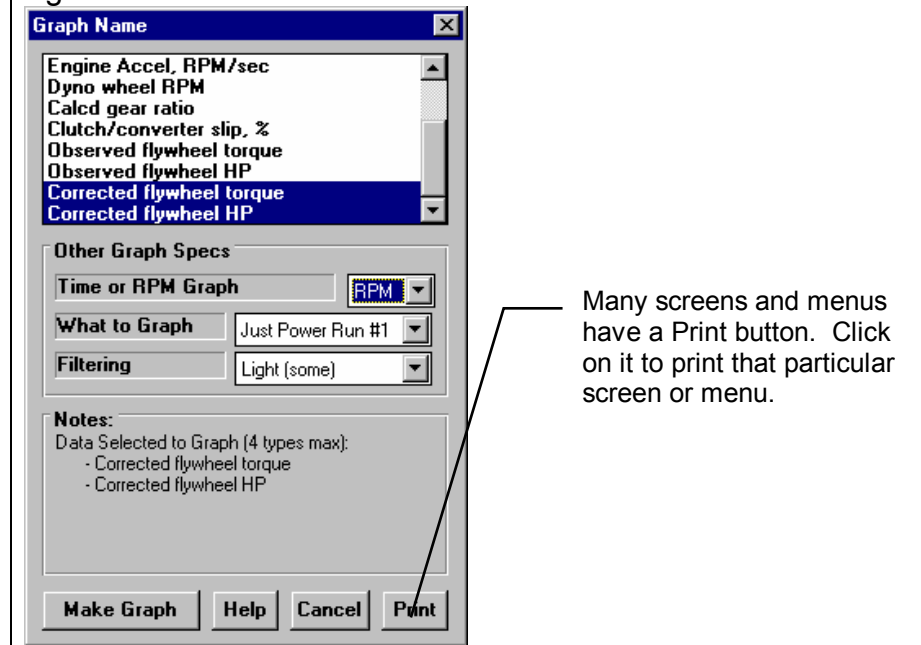 Graph Name
Engine Accel, RPM/sec
Dyno wheel RPM
Calcd gear ratio
Clutch/converter slip, %
Observed flywheel torque
Observed flywheel HP
Corrected flywheel torque
Corrected flywheel HP
Other Graph Specs
Time or RPM Graph RPM
What to Graph Just Power Run #1
Filtering Light (some)
Notes:
Data Selected to Graph (4 types max):
- Corrected flywheel torque
- Corrected flywheel HP
Make Graph Help Cancel Print
Many screens and menus
have a Print button. Click
on it to print that particular
screen or menu.